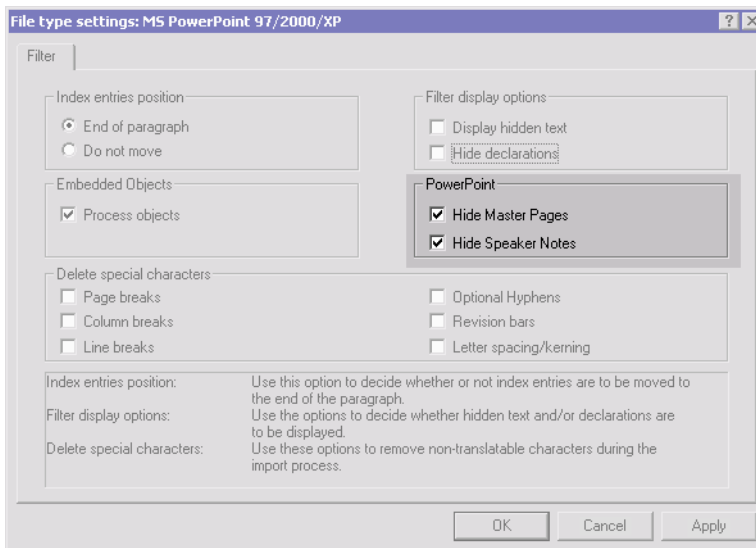 File type settings: MS PowerPoint 97/2000/XP
Filter
Index entries position
End of paragraph
Do not move
Filter display options
Display hidden text
Hide declarations
Embedded Objects
Process objects
PowerPoint
Hide Master Pages
Hide Speaker Notes
Delete special characters
Page breaks
Column breaks
Line breaks
Optional Hyphens
Revision bars
Letter spacing/kerning
Index entries position: Use this option to decide whether or not index entries are to be moved to
the end of the paragraph.
Filter display options: Use the options to decide whether hidden text and/or declarations are
to be displayed.
Delete special characters: Use these options to remove non-translatable characters during the
import process.
OK Cancel Apply